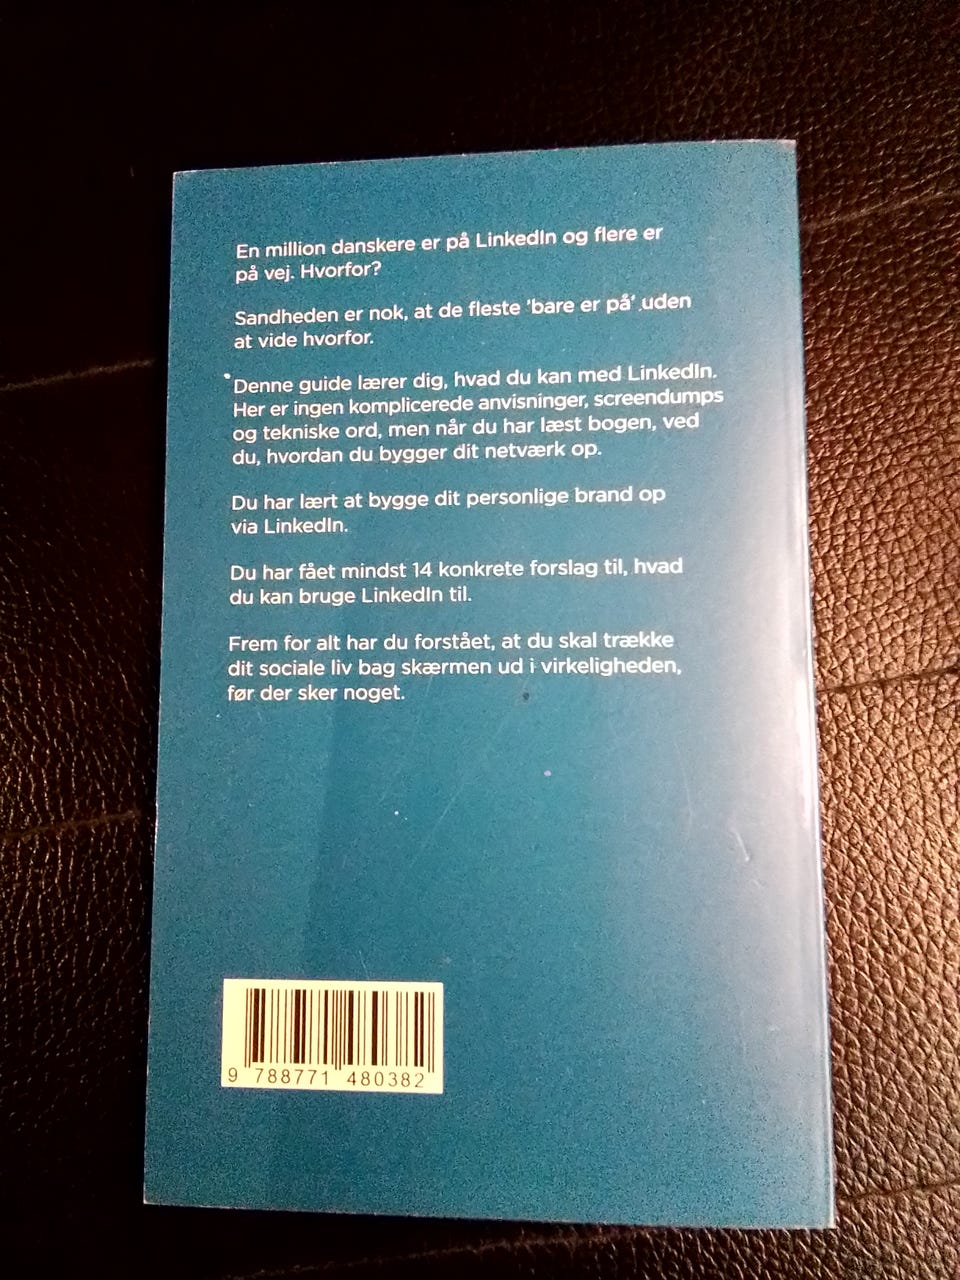 En million danskere er på LinkedIn og flere er
på vej. Hvorfor?
Sandheden er nok, at de fleste 'bare er på' uden
at vide hvorfor.
Denne guide lærer dig, hvad du kan med LinkedIn.
Her er ingen komplicerede anvisninger, screendumps
og tekniske ord, men når du har læst bogen, ved
du, hvordan du bygger dit netværk op.
Du har lært at bygge dit personlige brand op
via LinkedIn.
Du har fået mindst 14 konkrete forslag til, hvad
du kan bruge LinkedIn til.
Frem for alt har du forstået, at du skal trække
dit sociale liv bag skærmen ud i virkeligheden,
før der sker noget.
9 788771 480382